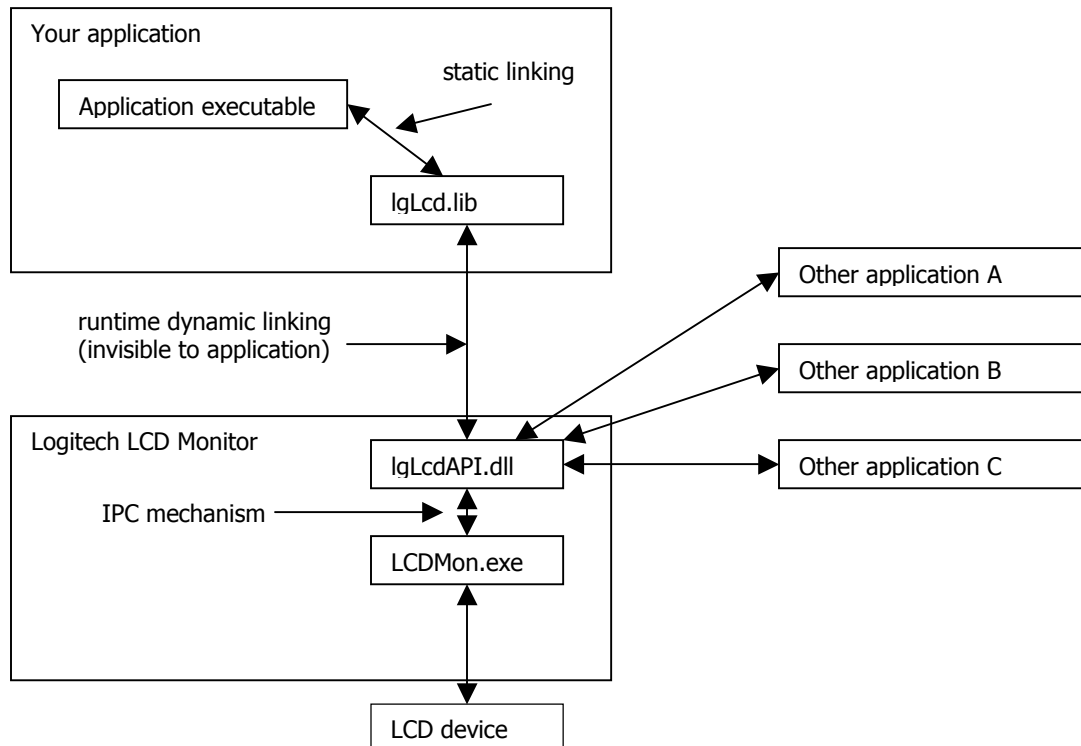 Your application
static linking
Application executable
lgLcd.lib
Other application A
runtime dynamic linking
(invisible to application)
Other application B
Logitech LCD Monitor
lgLcdAPI.dll
Other application C
IPC mechanism
LCDMon.exe
LCD device